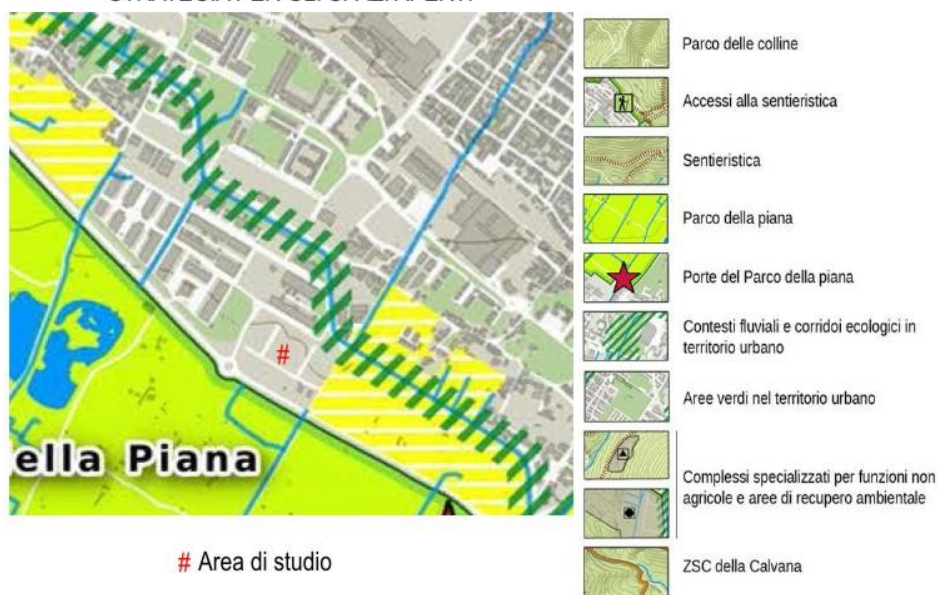 Parco delle colline
Accessi alla sentieristica
Sentieristica
Parco della piana
Porte del Parco della piana
Contesti fluviali e corridoi ecologici in
territorio urbano
Aree verdi nel territorio urbano
Complessi specializzati per funzioni non
agricole e aree di recupero ambientale
ZSC della Calvana
#
ella Piana
# Area di studio